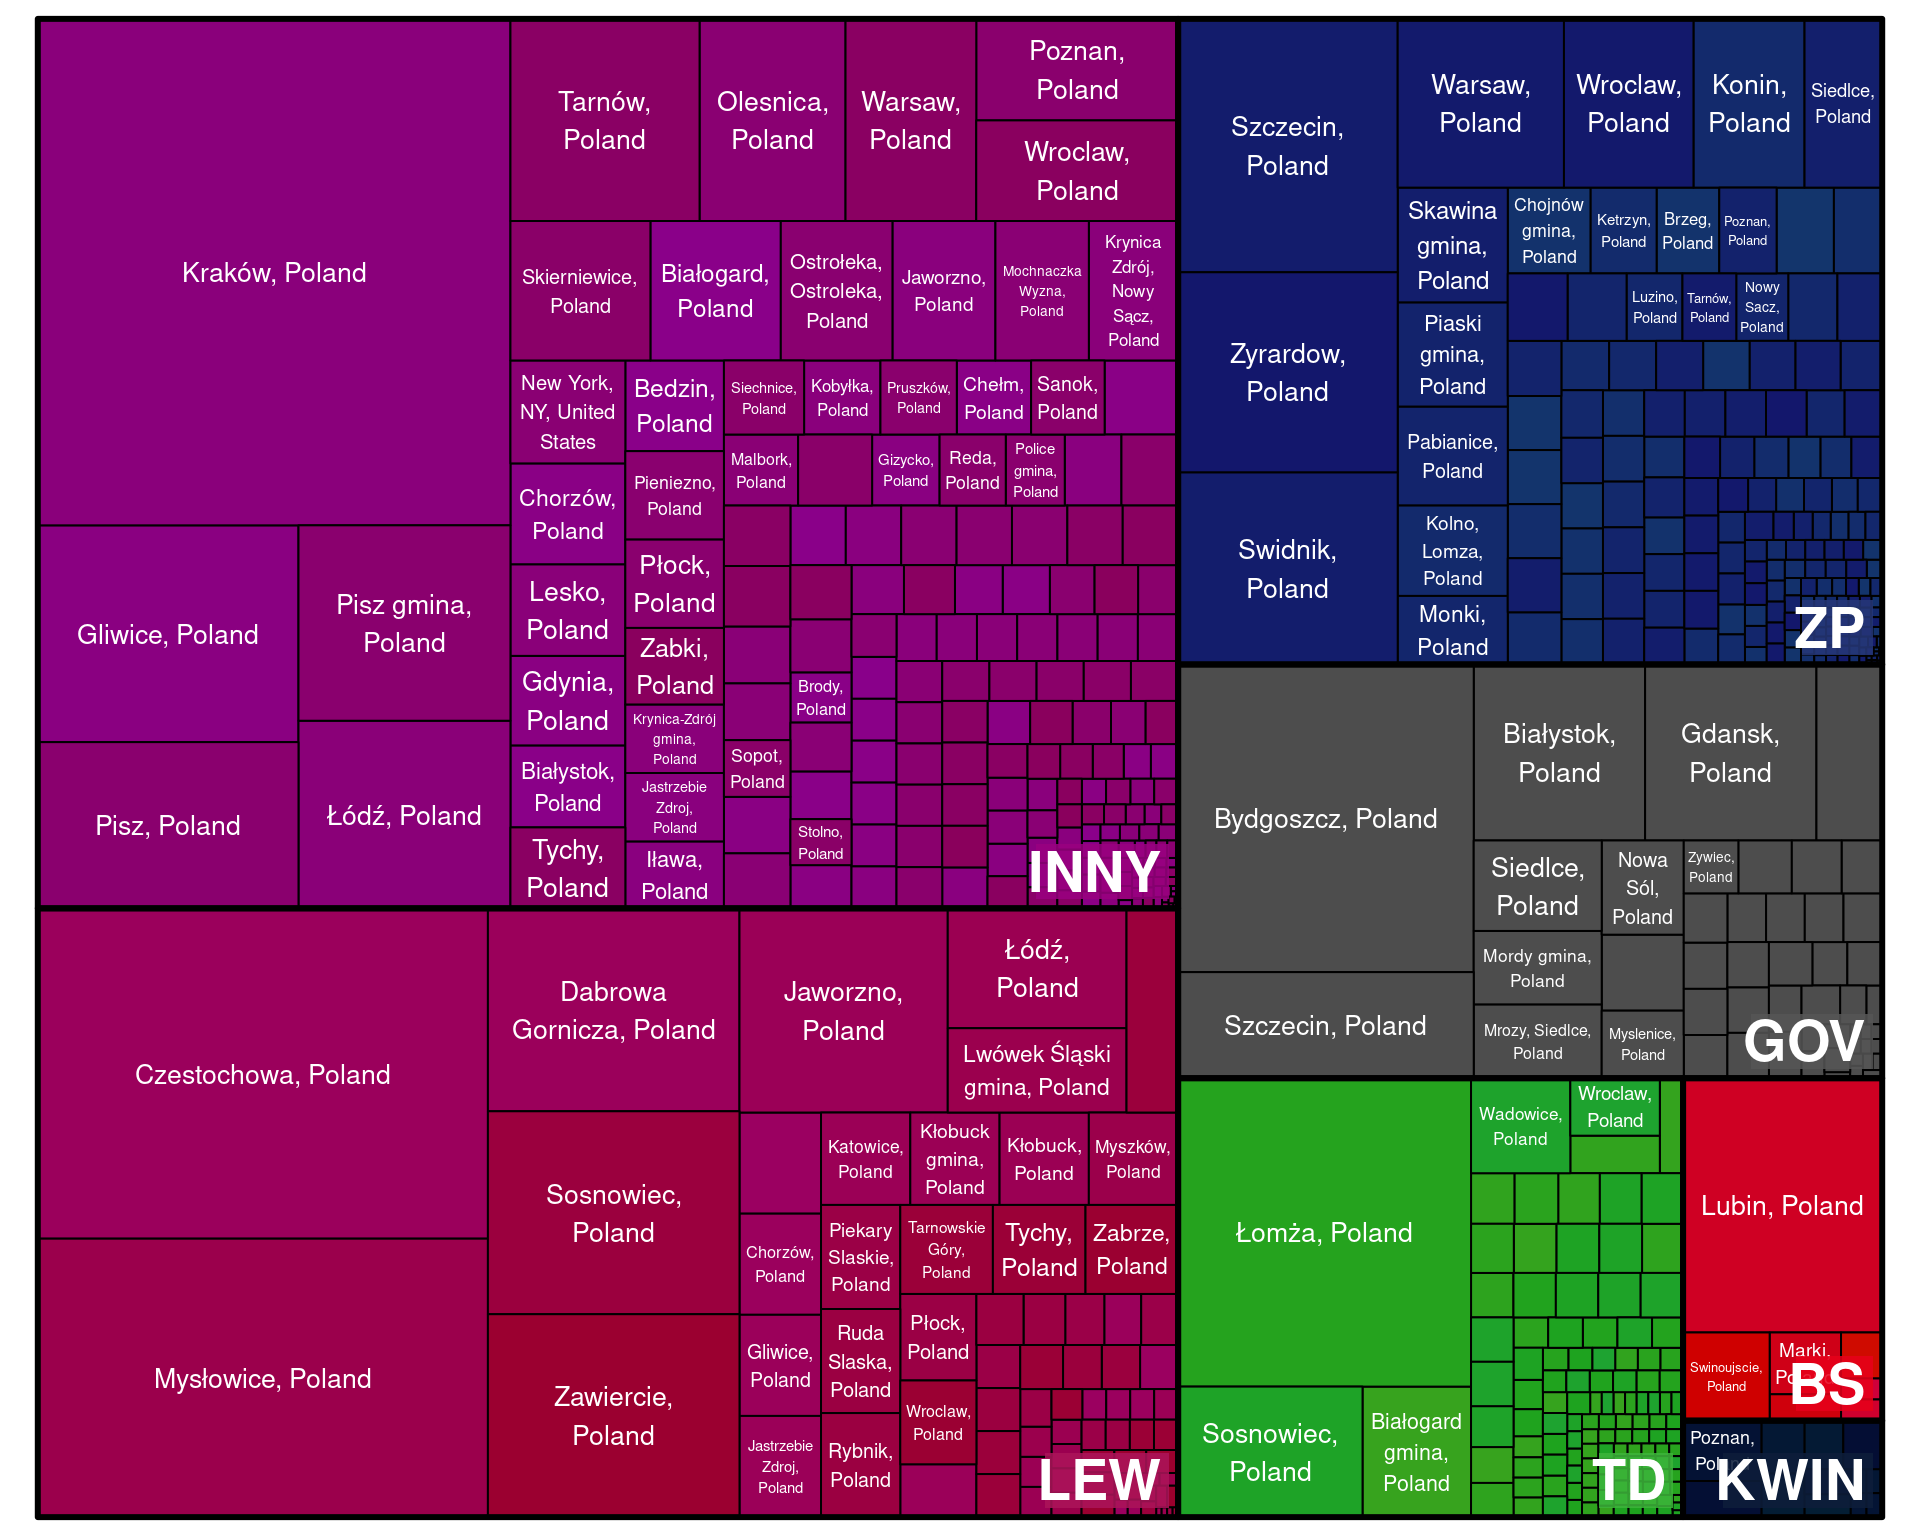 Kraków, Poland
Gliwice, Poland
Pisz, Poland
Pisz gmina,
Poland
Łódź, Poland
Tarnów,
Poland
Olesnica,
Poland
Warsaw,
Poland
Poznan,
Poland
Wroclaw,
Poland
Skierniewice,
Poland
Białogard,
Poland
Ostrołeka,
Ostroleka,
Poland
Jaworzno,
Poland
Mochnaczka
Wyzna,
Poland
Krynica
Zdrój,
Nowy
Sącz,
Poland
New York,
NY, United
States
Chorzów,
Poland
Lesko,
Poland
Gdynia,
Poland
Białystok,
Poland
Tychy,
Poland
Bedzin,
Poland
Pieniezno,
Poland
Płock,
Poland
Zabki,
Poland
Krynica-Zdrój
gmina,
Poland
Jastrzebie
Zdroj,
Poland
Iława,
Poland
Siechnice,
Poland
Kobyłka,
Poland
Pruszków,
Poland
Chełm,
Poland
Sanok,
Poland
Malbork,
Poland
Gizycko,
Poland
Reda,
Poland
Police
gmina,
Poland
Brody,
Poland
Sopot,
Poland
Stolno,
Poland
INNY
Szczecin,
Poland
Zyrardow,
Poland
Swidnik,
Poland
Warsaw,
Poland
Wroclaw,
Poland
Konin,
Poland
Siedlce,
Poland
Skawina
gmina,
Poland
Piaski
gmina,
Poland
Pabianice,
Poland
Kolno,
Lomza,
Poland
Monki,
Poland
Chojnów
gmina,
Poland
Ketrzyn,
Poland
Brzeg,
Poland
Poznan,
Poland
Luzino,
Poland
Tarnów,
Poland
Nowy
Sacz,
Poland
ZP
Bydgoszcz, Poland
Szczecin, Poland
Białystok,
Poland
Gdansk,
Poland
Siedlce,
Poland
Mordy gmina,
Poland
Mrozy, Siedlce,
Poland
Nowa
Sól,
Poland
Myslenice,
Poland
Zywiec,
Poland
GOV
Czestochowa, Poland
Mysłowice, Poland
Dabrowa
Gornicza, Poland
Sosnowiec,
Poland
Zawiercie,
Poland
Jaworzno,
Poland
Łódź,
Poland
Lwówek Śląski
gmina, Poland
Katowice,
Poland
Kłobuck
gmina,
Poland
Kłobuck,
Poland
Myszków,
Poland
Chorzów,
Poland
Gliwice,
Poland
Jastrzebie
Zdroj,
Poland
Piekary
Slaskie,
Poland
Ruda
Slaska,
Poland
Rybnik,
Poland
Tarnowskie
Góry,
Poland
Tychy,
Poland
Zabrze,
Poland
Płock,
Poland
Wroclaw,
Poland
LEW
Łomża, Poland
Sosnowiec,
Poland
Białogard
gmina,
Poland
Wadowice,
Poland
Wroclaw,
Poland
TD
Lubin, Poland
Swinoujscie,
Poland
Marki,
BS
Poznan,
KWIN